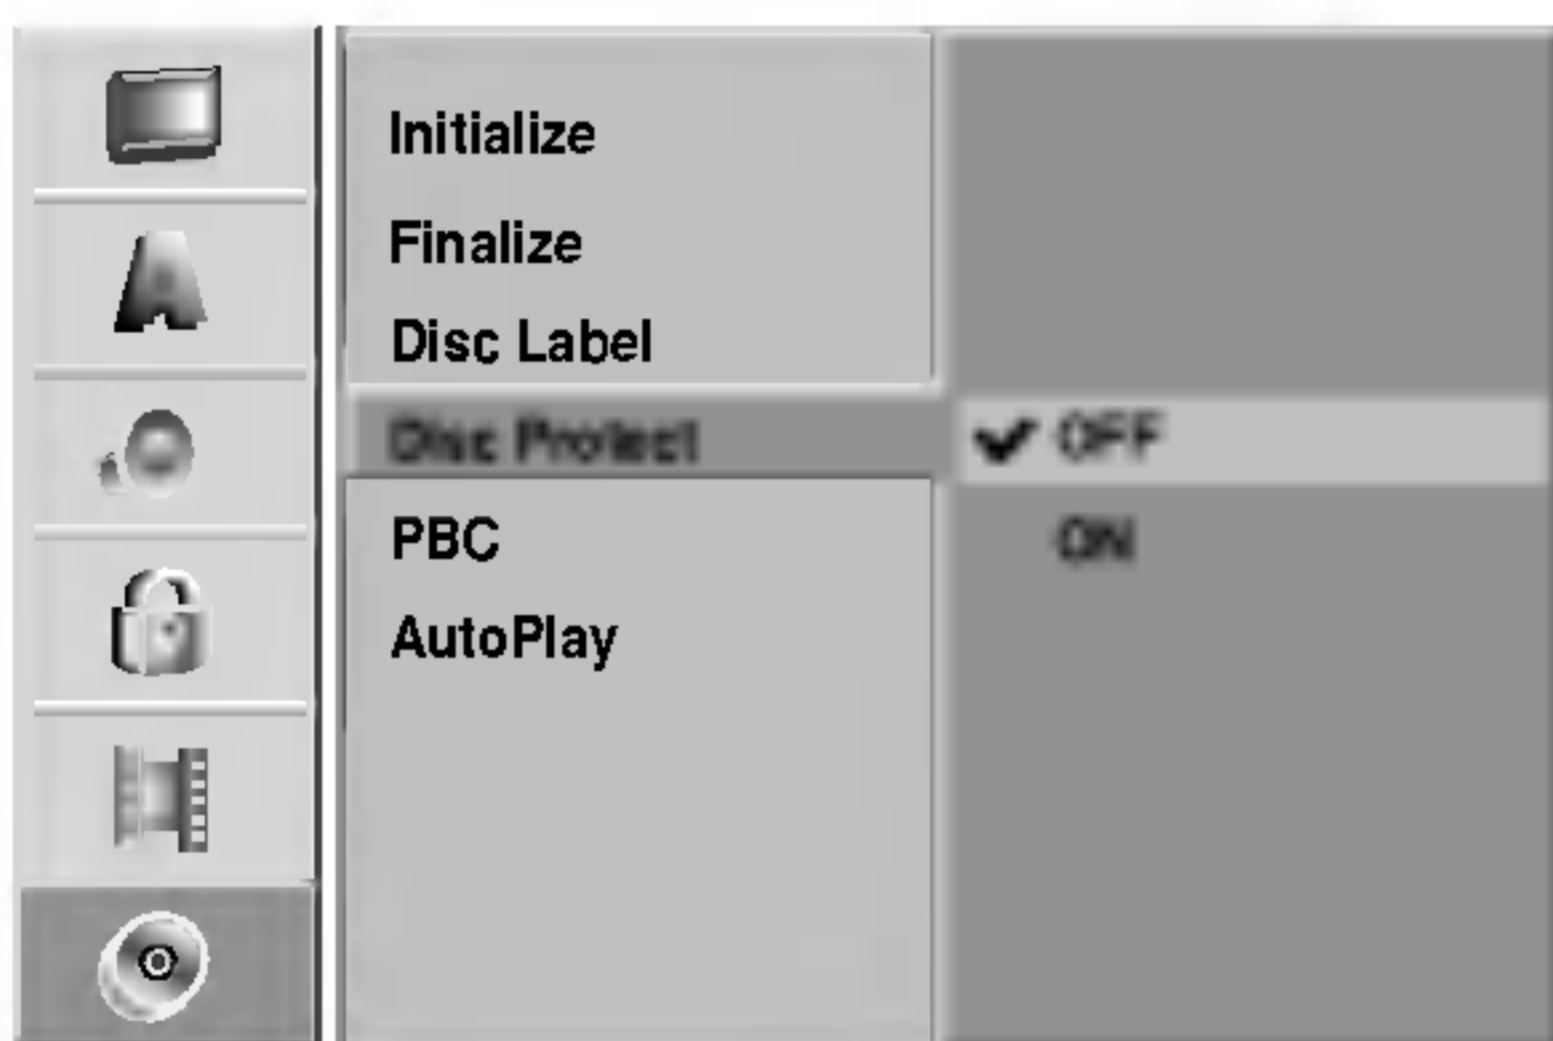 Initialize
Finalize
Disc Label
Disc Protect
OFF
PBC
ON
AutoPlay